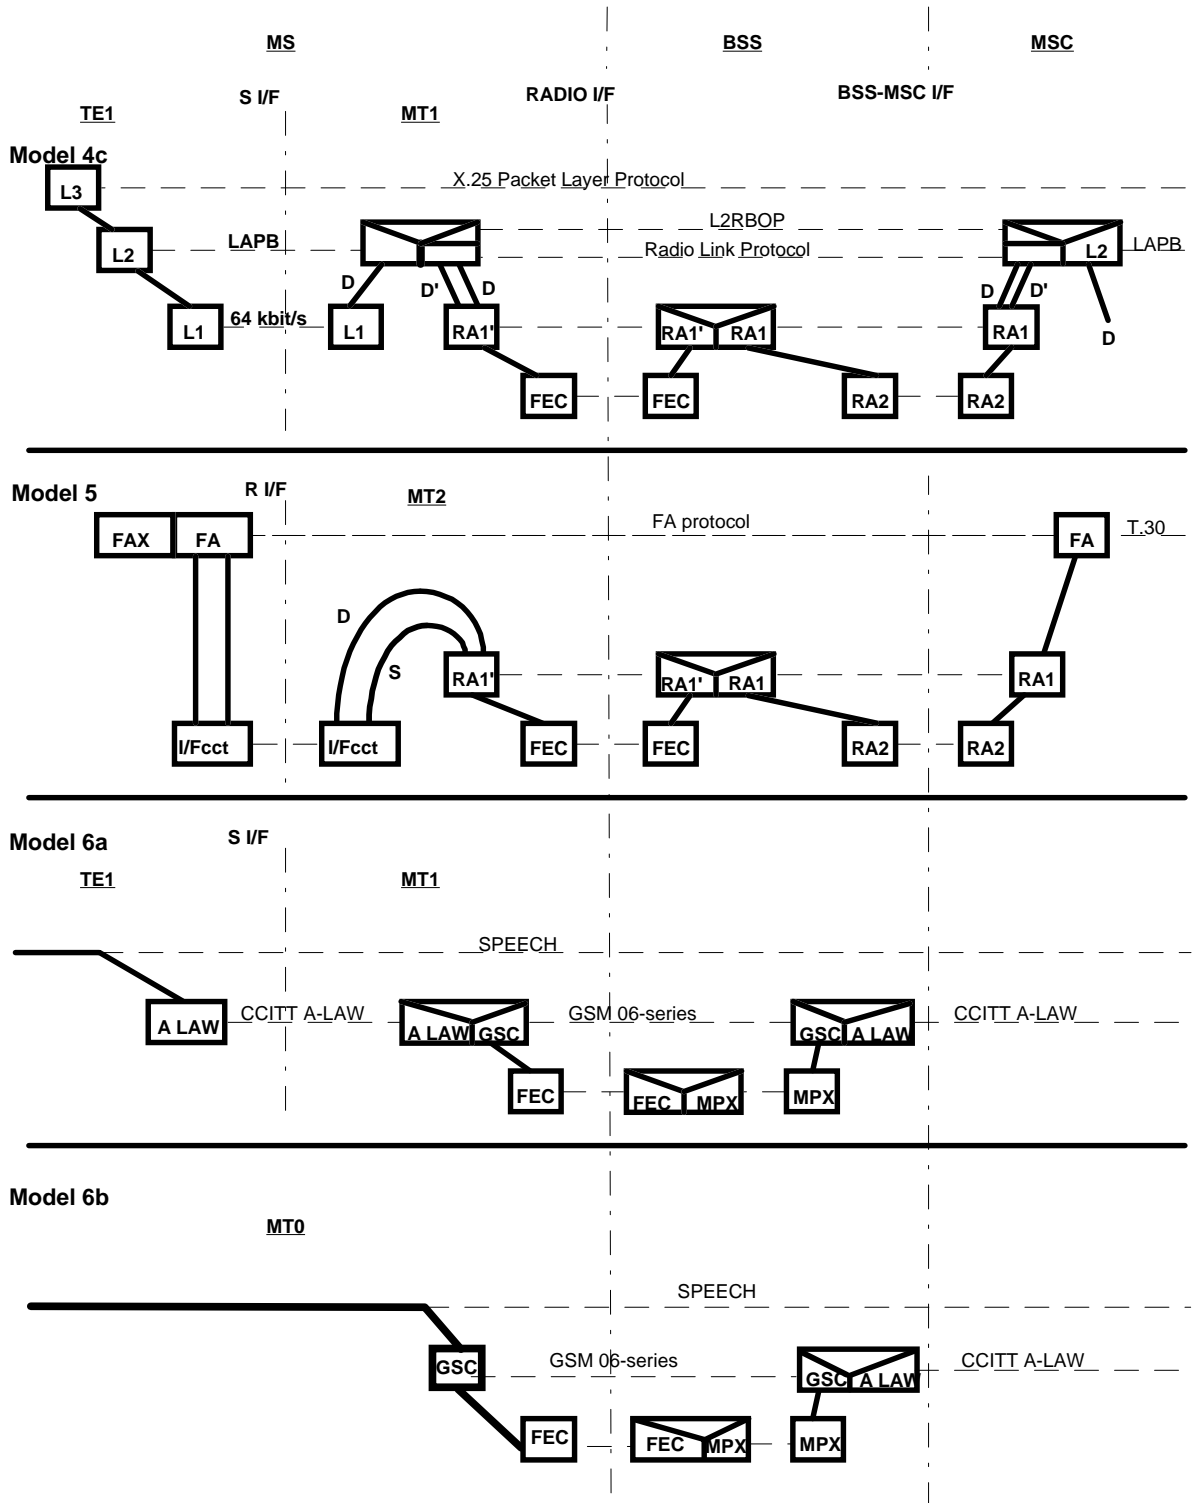 MS BSS MSC
S I/F RADIO I/F BSS-MSC I/F
TE1 MT1
Model 4c
L3 X.25 Packet Layer Protocol
L2RBOP
L2 LAPB Radio Link Protocol L2 LAPB
D D' D D D'
L1 64 kbit/s L1 RA1' RA1' RA1 RA1 D
FEC FEC RA2 RA2
Model 5 R I/F MT2
FAX FA FA protocol FA T.30
D
S RA1' RA1' RA1 RA1
I/Fcct I/Fcct FEC FEC RA2 RA2
Model 6a S I/F
TE1 MT1
SPEECH
A LAW CCITT A-LAW A LAW GSC GSM 06-series GSC A LAW CCITT A-LAW
FEC FEC MPX MPX
Model 6b
MT0
SPEECH
GSC GSM 06-series GSC A LAW CCITT A-LAW
FEC FEC MPX MPX